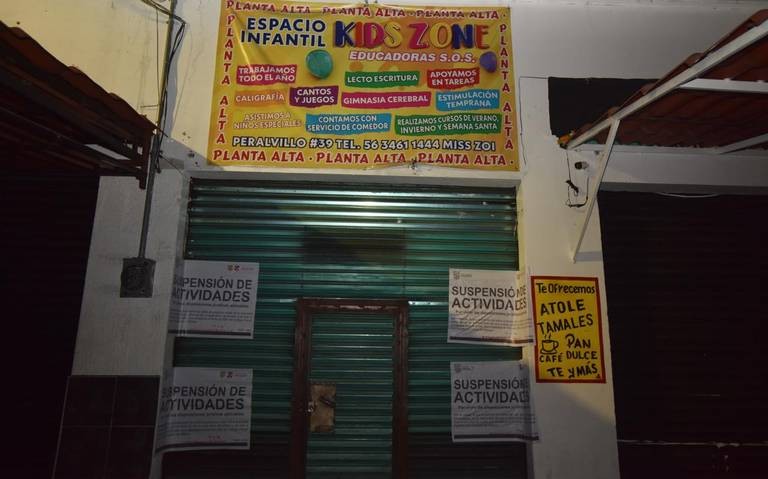 PLANTA ALTA · PLANTA ALTA · PLANTA ALTA
PLANTA ALTA
ESPACIO
INFANTIL
KIDS ZONE
EDUCADORAS S.O.S.
TRABAJAMOS
TODO EL AÑO
LECTO ESCRITURA
APOYAMOS
EN TAREAS
CALIGRAFÍA
CANTOS
Y JUEGOS
GIMNASIA CEREBRAL
ESTIMULACIÓN
TEMPRANA
ASISTIMOS A
NIÑOS ESPECIALES
CONTAMOS CON
SERVICIO DE COMEDOR
REALIZAMOS CURSOS DE VERANO,
INVIERNO Y SEMANA SANTA
PERALVILLO #39 TEL. 56 3461 1444 MISS ZOI
PLANTA ALTA · PLANTA ALTA · PLANTA ALTA ·
PLANTA ALTA
SUSPENSIÓN DE
ACTIVIDADES
SUSPENSIÓN DE
ACTIVIDADES
SUSPENSIÓN DE
ACTIVIDADES
SUSPENSIÓN DE
ACTIVIDADES
Te Ofrecemos
ATOLE
TAMALES
PAN
CAFÉ DULCE
TE Y MÁS